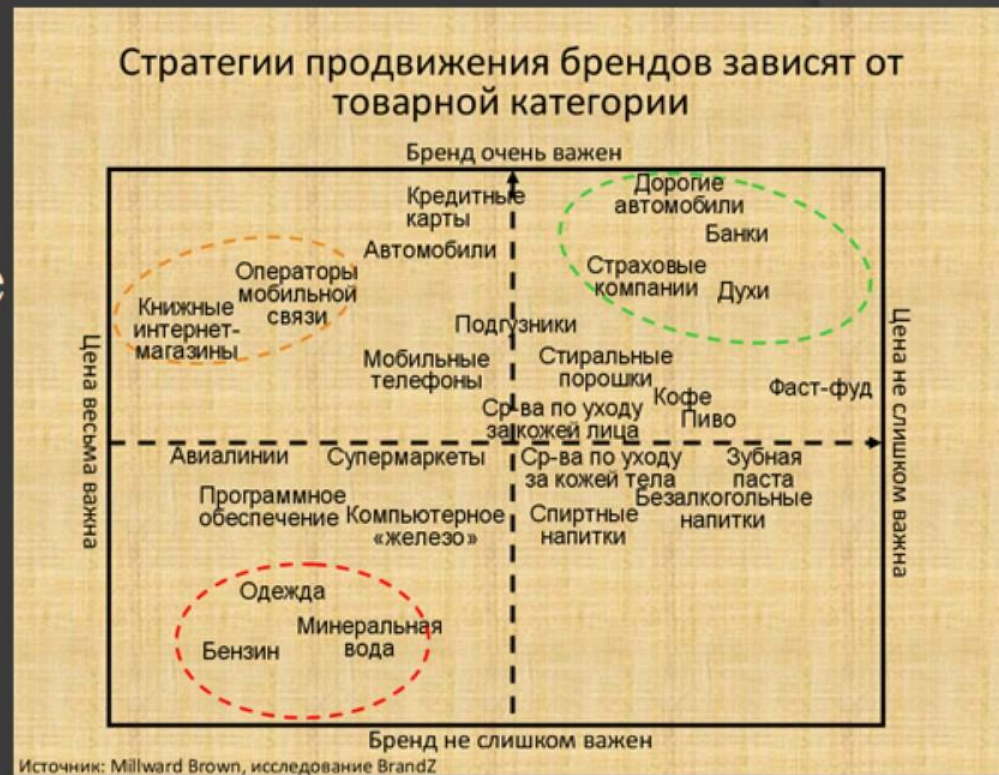 Стратегии продвижения брендов зависят от
товарной категории
Бренд очень важен
Дорогие
автомобили
Кредитные
карты
Банки
Автомобили
Страховые
компании
Духи
Операторы
мобильной
связи
Книжные
интернет-
магазины
Подгузники
Мобильные
телефоны
Стиральные
порошки
Фаст-фуд
Кофе
Пиво
Ср-ва по уходу
за кожей лица
Цена весьма важна
Цена не слишком важна
Авиалинии
Супермаркеты
Ср-ва по уходу
за кожей тела
Зубная
паста
Программное
обеспечение
Компьютерное
«железо»
Спиртные
напитки
Безалкогольные
напитки
Одежда
Минеральная
вода
Бензин
Бренд не слишком важен
Источник: Millward Brown, исследование BrandZ